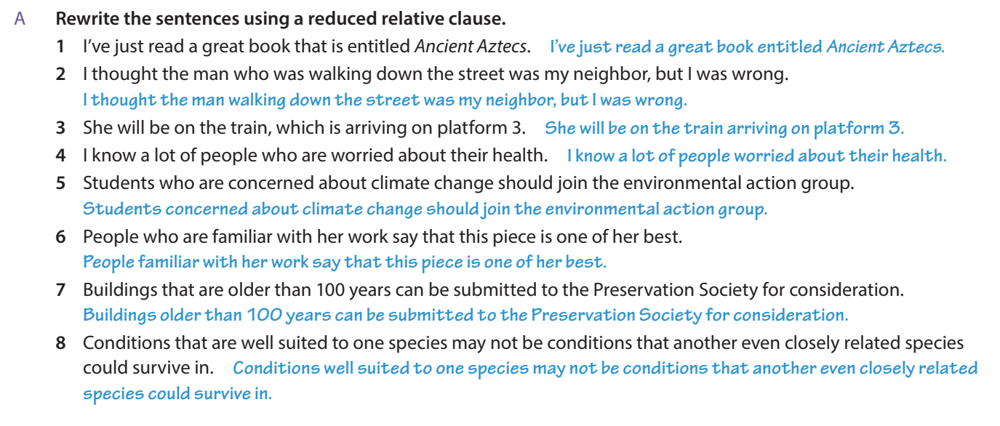 A Rewrite the sentences using a reduced relative clause.
1 I've just read a great book that is entitled Ancient Aztecs. I've just read a great book entitled Ancient Aztecs.
2 I thought the man who was walking down the street was my neighbor, but I was wrong.
I thought the man walking down the street was my neighbor, but I was wrong.
3 She will be on the train, which is arriving on platform 3. She will be on the train arriving on platform 3.
4 I know a lot of people who are worried about their health. I know a lot of people worried about their health.
5 Students who are concerned about climate change should join the environmental action group.
Students concerned about climate change should join the environmental action group.
6 People who are familiar with her work say that this piece is one of her best.
People familiar with her work say that this piece is one of her best.
7 Buildings that are older than 100 years can be submitted to the Preservation Society for consideration.
Buildings older than 100 years can be submitted to the Preservation Society for consideration.
8 Conditions that are well suited to one species may not be conditions that another even closely related species
could survive in. Conditions well suited to one species may not be conditions that another even closely related
species could survive in.